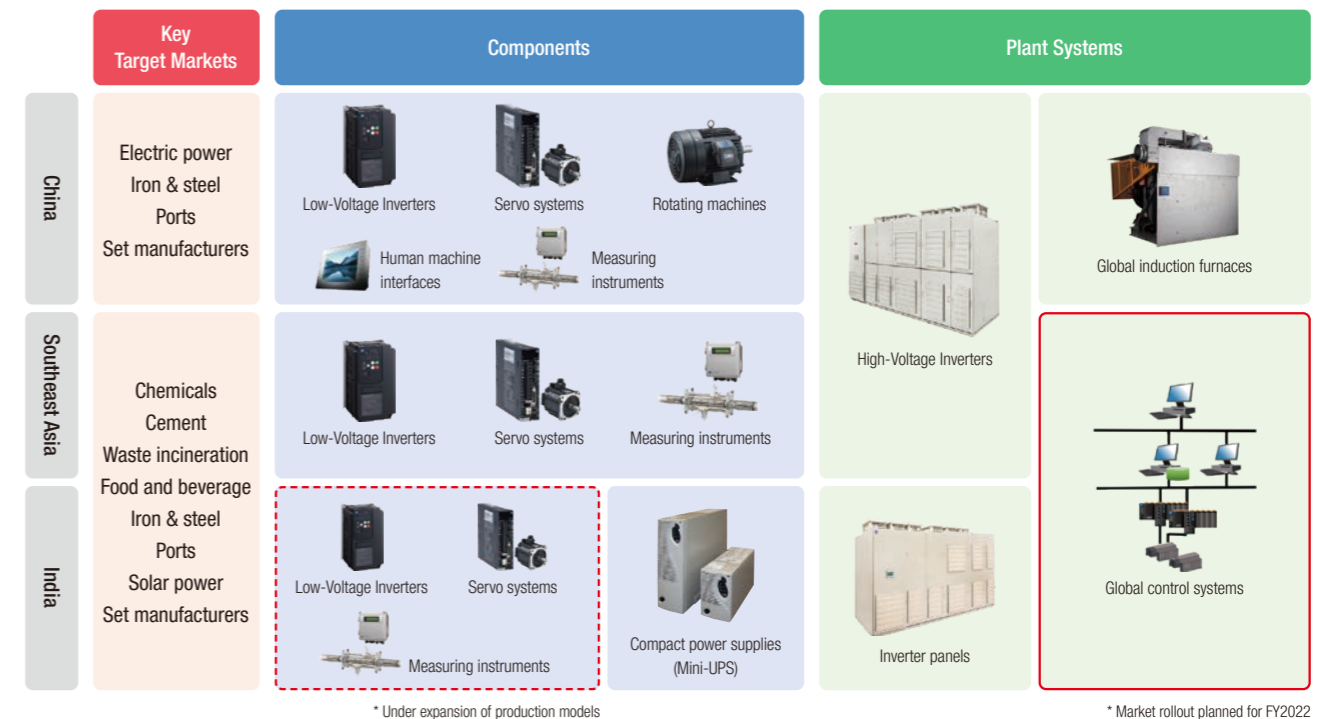 Key
Target Markets
Components
Plant Systems
China
Electric power
Iron & steel
Ports
Set manufacturers
Low-Voltage Inverters
Servo systems
Rotating machines
Human machine
interfaces
Measuring
instruments
High-Voltage Inverters
Global induction furnaces
Southeast Asia
Chemicals
Cement
Waste incineration
Food and beverage
Iron & steel
Ports
Solar power
Set manufacturers
Low-Voltage Inverters
Servo systems
Measuring instruments
Global control systems
India
Low-Voltage Inverters
Servo systems
Measuring instruments
Compact power supplies
(Mini-UPS)
Inverter panels
* Under expansion of production models
* Market rollout planned for FY2022